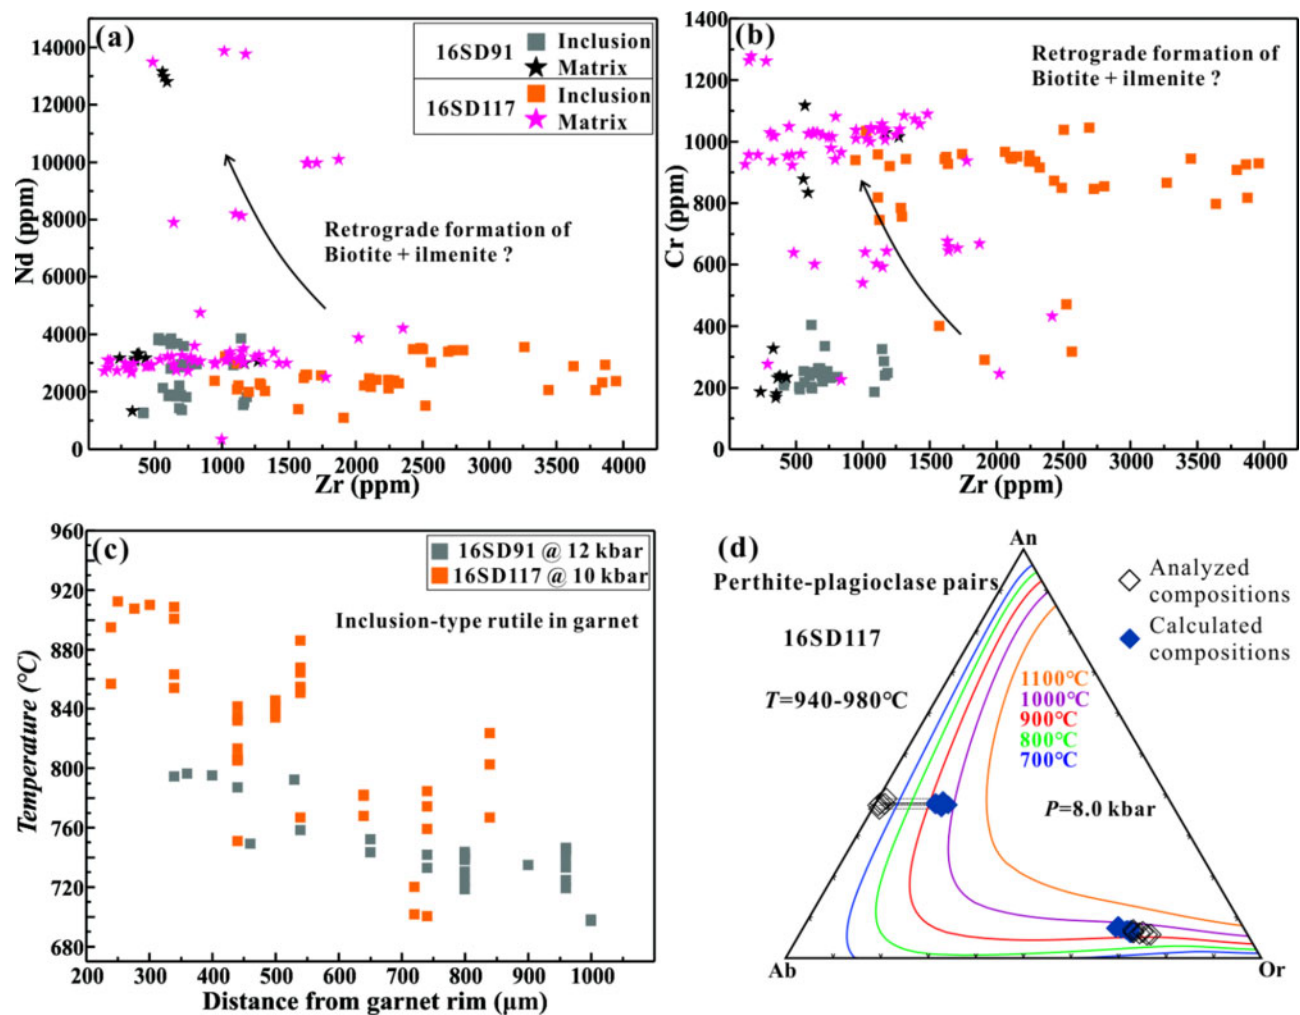 (a)
16SD91
Inclusion
Matrix
16SD117
Inclusion
Matrix
14000
12000
10000
8000
6000
4000
2000
0
Nd (ppm)
Retrograde formation of
Biotite + ilmenite ?
500 1000 1500 2000 2500 3000 3500 4000
Zr (ppm)
(b)
Retrograde formation of
Biotite + ilmenite ?
1400
1200
1000
800
600
400
200
0
Cr (ppm)
500 1000 1500 2000 2500 3000 3500 4000
Zr (ppm)
(c)
16SD91 @ 12 kbar
16SD117 @ 10 kbar
Inclusion-type rutile in garnet
960
920
880
840
800
760
720
680
Temperature (°C)
200 300 400 500 600 700 800 900 1000
Distance from garnet rim (μm)
(d)
An
Perthite-plagioclase pairs
16SD117
T=940-980°C
Analyzed
compositions
Calculated
compositions
1100°C
1000°C
900°C
800°C
700°C
P=8.0 kbar
Ab
Or